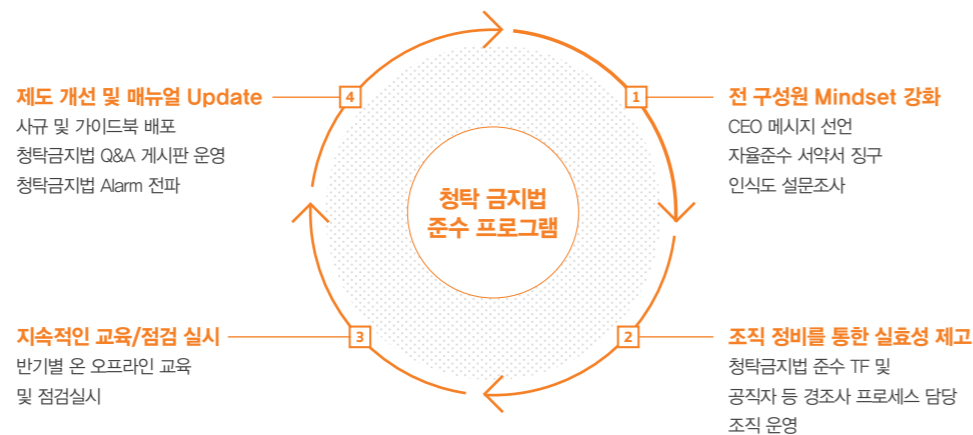 제도 개선 및 매뉴얼 Update
사규 및 가이드북 배포
청탁금지법 Q&A 게시판 운영
청탁금지법 Alarm 전파
4
1
전 구성원 Mindset 강화
CEO 메시지 선언
자율준수 서약서 징구
인식도 설문조사
청탁 금지법
준수 프로그램
지속적인 교육/점검 실시
반기별 온 오프라인 교육
및 점검실시
3
2
조직 정비를 통한 실효성 제고
청탁금지법 준수 TF 및
공직자 등 경조사 프로세스 담당
조직 운영